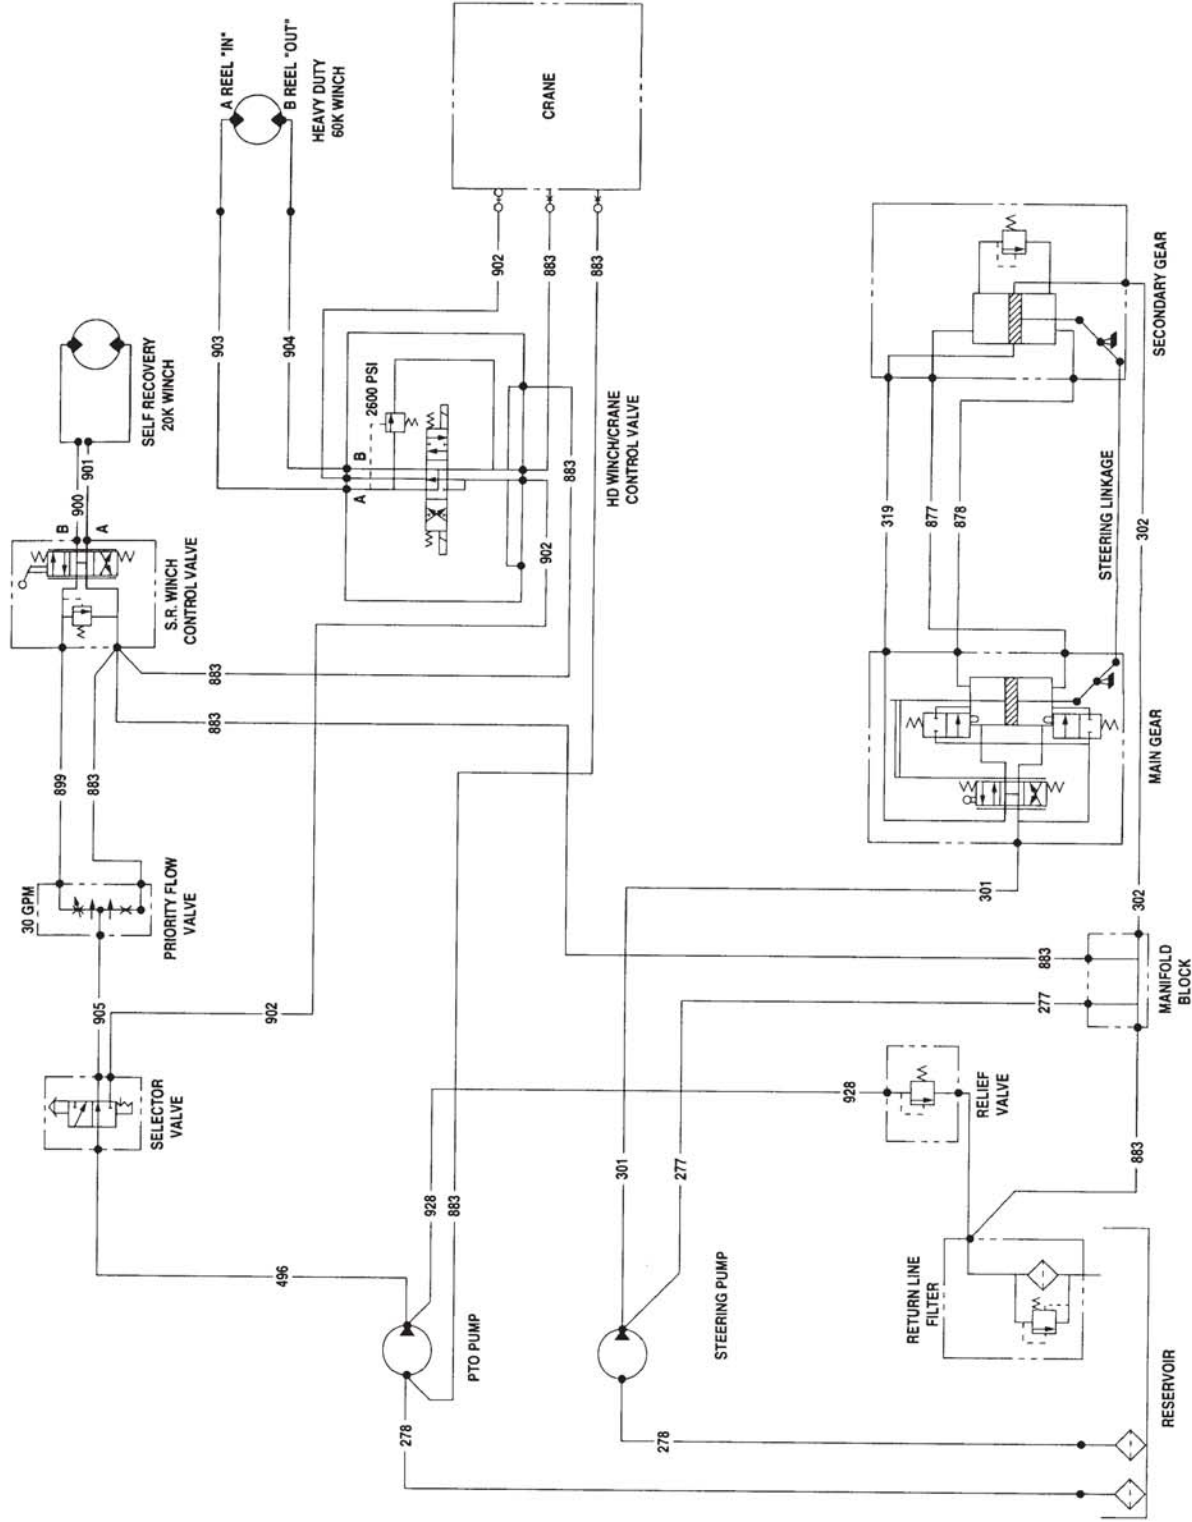 A REEL "IN"
B REEL "OUT"
HEAVY DUTY
60K WINCH
CRANE
SELF RECOVERY
20K WINCH
903
904
902
883
883
2600 PSI
A
B
HD WINCH/CRANE
CONTROL VALVE
883
902
900
901
B
A
S.R. WINCH
CONTROL VALVE
883
883
899
883
30 GPM
PRIORITY FLOW
VALVE
905
902
SELECTOR
VALVE
496
928
883
PTO PUMP
278
SECONDARY GEAR
319
877
878
STEERING LINKAGE
302
MAIN GEAR
301
302
883
277
MANIFOLD
BLOCK
928
RELIEF
VALVE
301
277
883
STEERING PUMP
RETURN LINE
FILTER
278
RESERVOIR